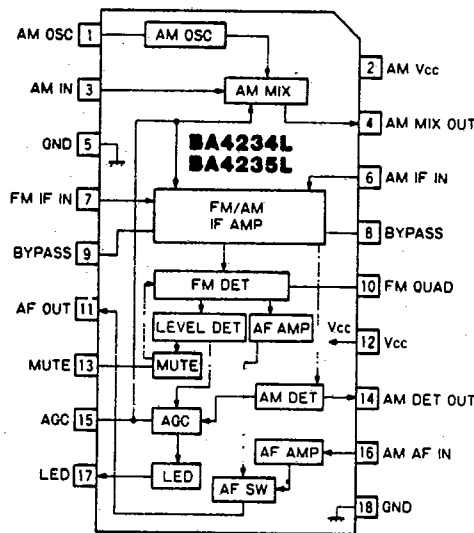 AM OSC 1 AM OSC
2 AM Vcc
AM IN 3 AM MIX
4 AM MIX OUT
GND 5
BA4234L
BA4235L
6 AM IF IN
FM IF IN 7
FM/AM
IF AMP
8 BYPASS
BYPASS 9
FM DET
10 FM QUAD
AF OUT 11
LEVEL DET AF AMP
Vcc 12 Vcc
MUTE 13 MUTE
AM DET 14 AM DET OUT
AGC 15 AGC
AF AMP 16 AM AF IN
LED 17 LED
AF SW
18 GND